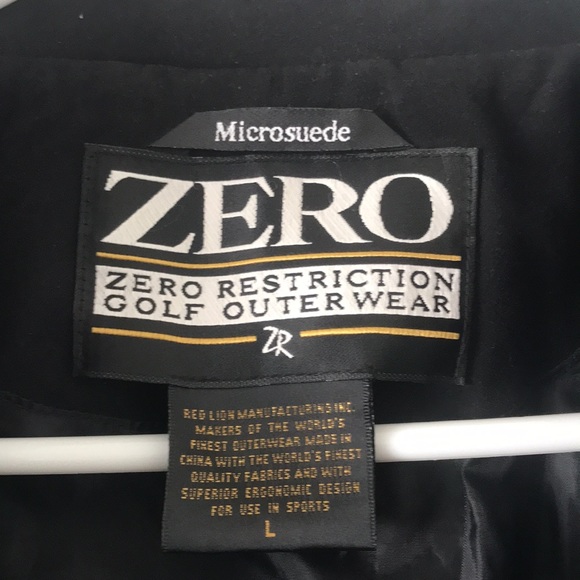 Microsuede
ZERO
ZERO RESTRICTION
GOLF OUTERWEAR
ZR
RED LION MANUFACTURING INC.
MAKERS OF THE WORLD'S
FINEST OUTERWEAR MADE IN
CHINA WITH THE WORLD'S FINEST
QUALITY FABRICS AND WITH
SUPERIOR ERGONOMIC DESIGN
FOR USE IN SPORTS
L